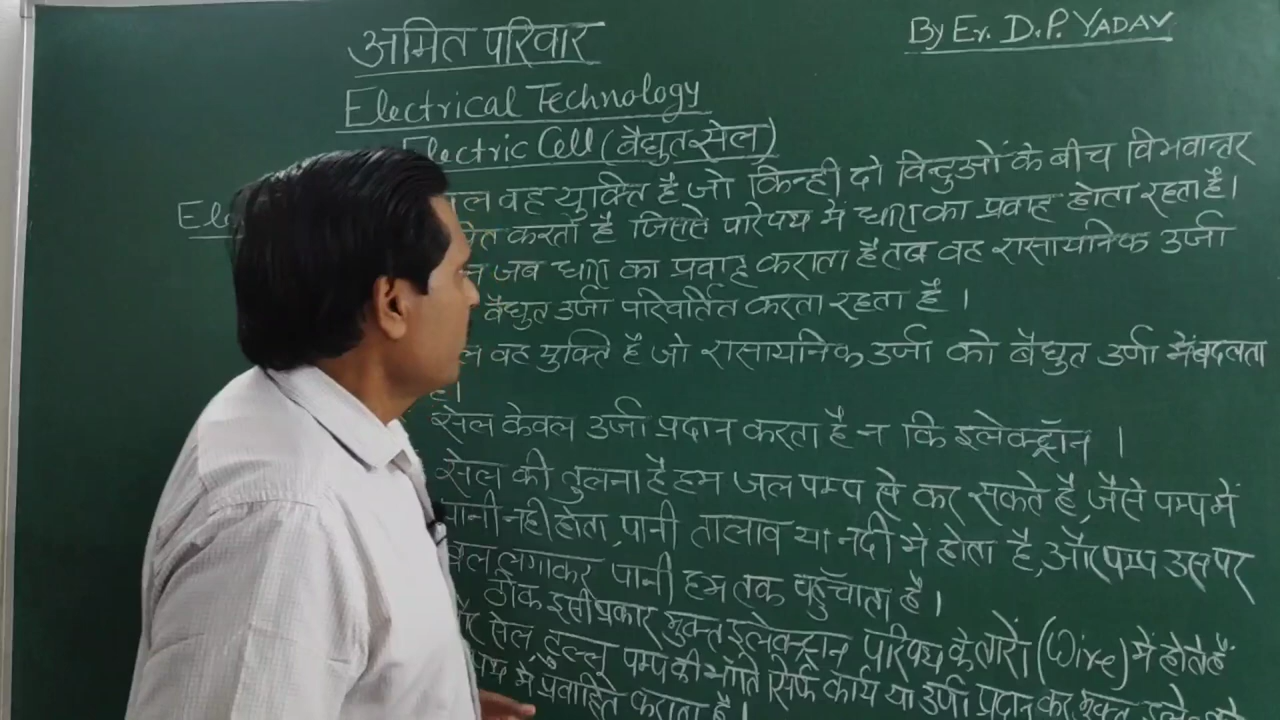 अमित परिवार
By Er. D.P. YADAV
Electrical Technology
Electric Cell (वैद्युत सेल)
वह युक्ति है जो किन्ही दो विन्दुओं के बीच विभवान्तर
करता है जिससे परिपथ में धारा का प्रवाह होता रहता है।
जब धारा का प्रवाह कराता है तब वह रासायनिक उर्जा
वैद्युत उर्जा परिवर्तित करता रहता है।
वह युक्ति है जो रासायनिक उर्जा को वैद्युत उर्जा में बदलता
है।
सेल केवल उर्जा प्रदान करता है न कि इलेक्ट्रॉन।
सेल की तुलना है हम जल पम्प से कर सकते है, जैसे पम्प में
पानी नही होता, पानी तालाव या नदी में होता है, और पम्प उस पर
लगाकर पानी हम तक पहुँचाता है।
ठीक इसी प्रकार मुक्त इलेक्ट्रान परिपथ के तारों (Wire) में होते हैं
सेल, टुल्लू पम्प की भाँति सिर्फ कार्य या उर्जा प्रदान कर मुक्त
में प्रवाहित कराता है।